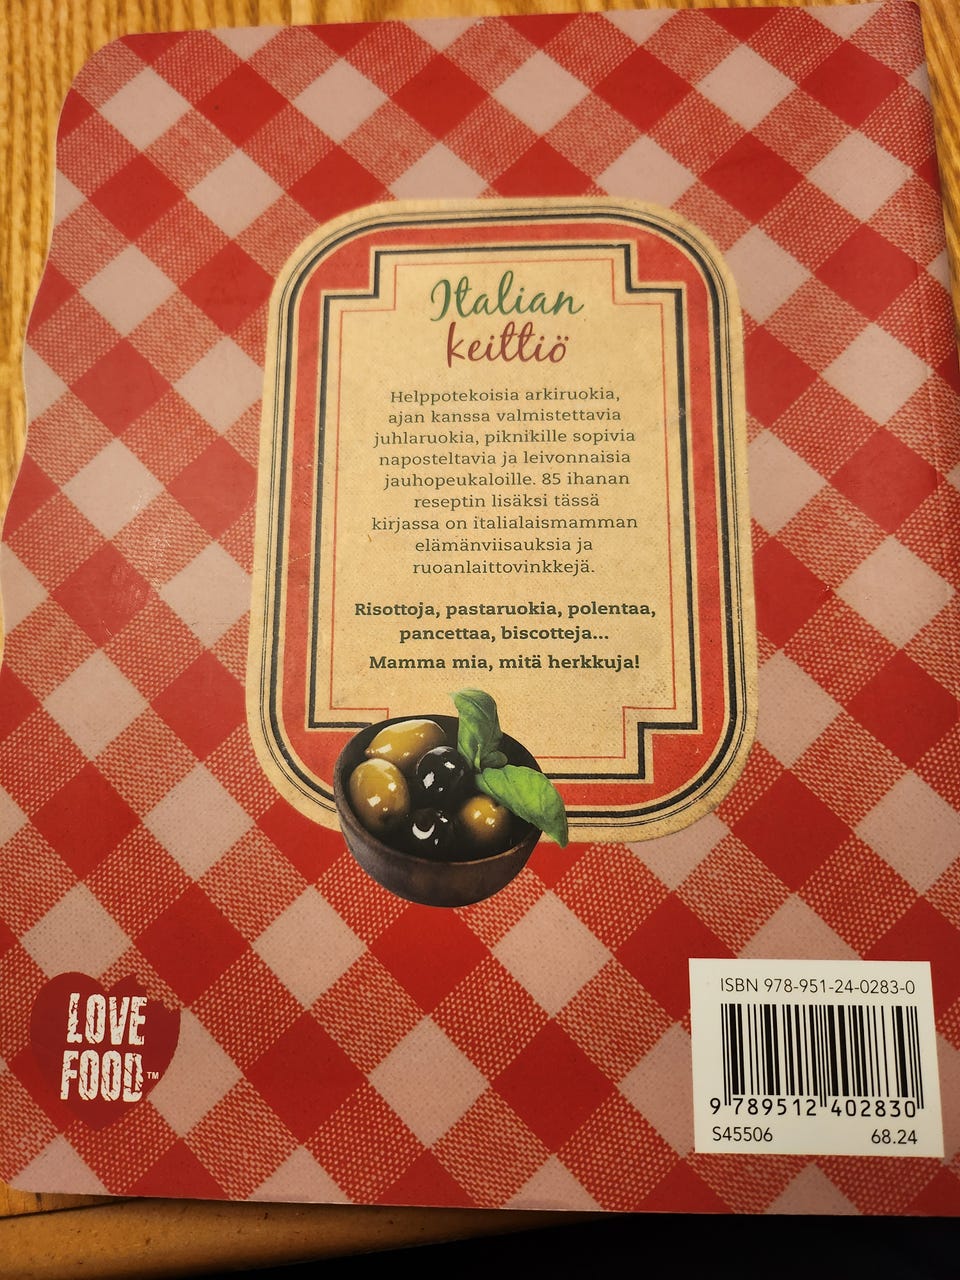 Italian
keittiö
Helppotekoisia arkiruokia,
ajan kanssa valmistettavia
juhlaruokia, piknikille sopivia
naposteltavia ja leivonnaisia
jauhopeukaloille. 85 ihanan
reseptin lisäksi tässä
kirjassa on italialaismamman
elämänviisauksia ja
ruoanlaittovinkkejä.
Risottoja, pastaruokia, polentaa,
pancettaa, biscotteja...
Mamma mia, mitä herkkuja!
LOVE
FOOD™
ISBN 978-951-24-0283-0
9 789512 402830
S45506 68.24